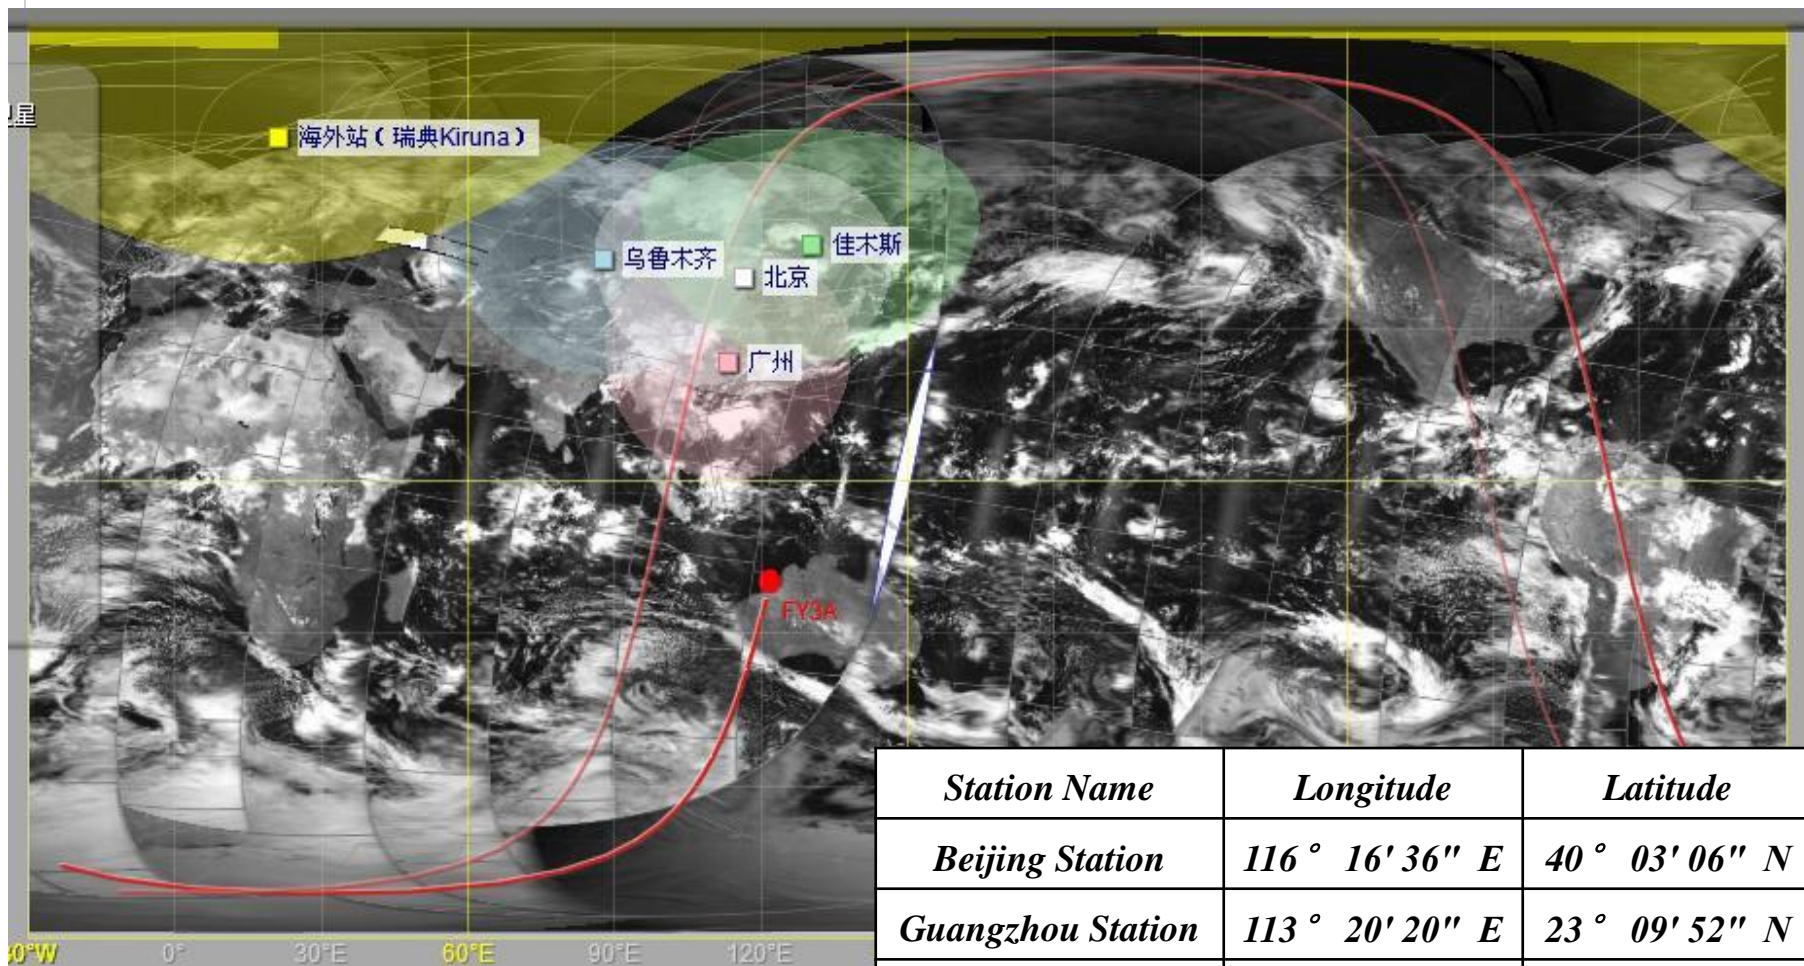 卫星
海外站（瑞典Kiruna）
佳木斯
乌鲁木齐
北京
广州
FY3A
Station Name Longitude Latitude
Beijing Station 116° 16' 36" E 40° 03' 06" N
Guangzhou Station 113° 20' 20" E 23° 09' 52" N
0° 30°E 60°E 90°E 120°E